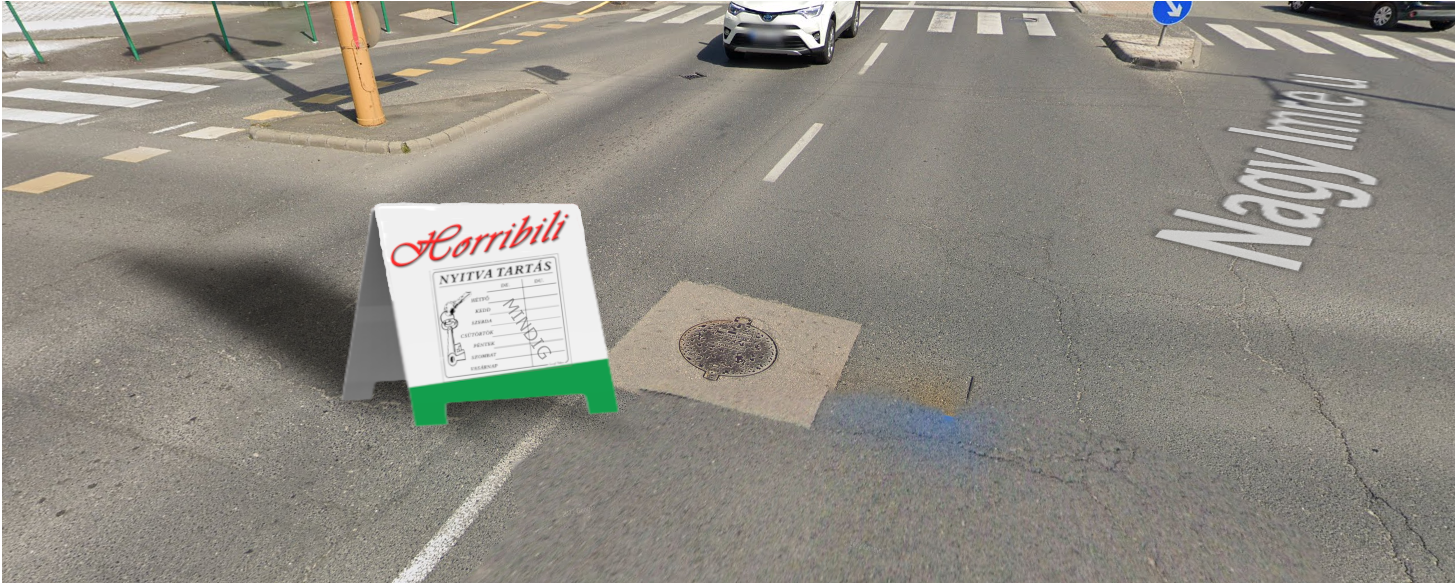 Nagy Imre u
Horribili
NYITVA TARTÁS
DE. DU.
HÉTFŐ
KEDD
SZERDA
CSÜTÖRTÖK
PÉNTEK
SZOMBAT
VASÁRNAP
MINDIG